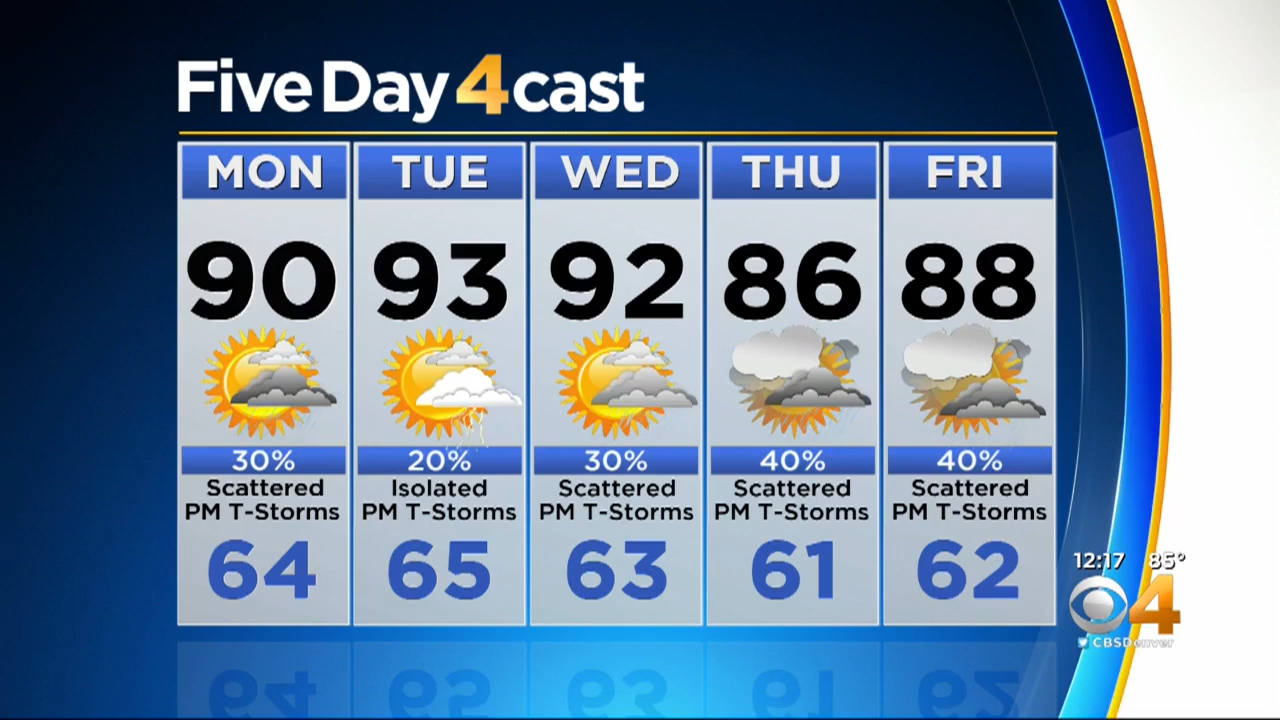 Five Day 4cast
MON TUE WED THU FRI
90 93 92 86 88
30% 20% 30% 40% 40%
Scattered Isolated Scattered Scattered Scattered
PM T-Storms PM T-Storms PM T-Storms PM T-Storms PM T-Storms
64 65 63 61 62
12:17 85°
4
CBSDenver